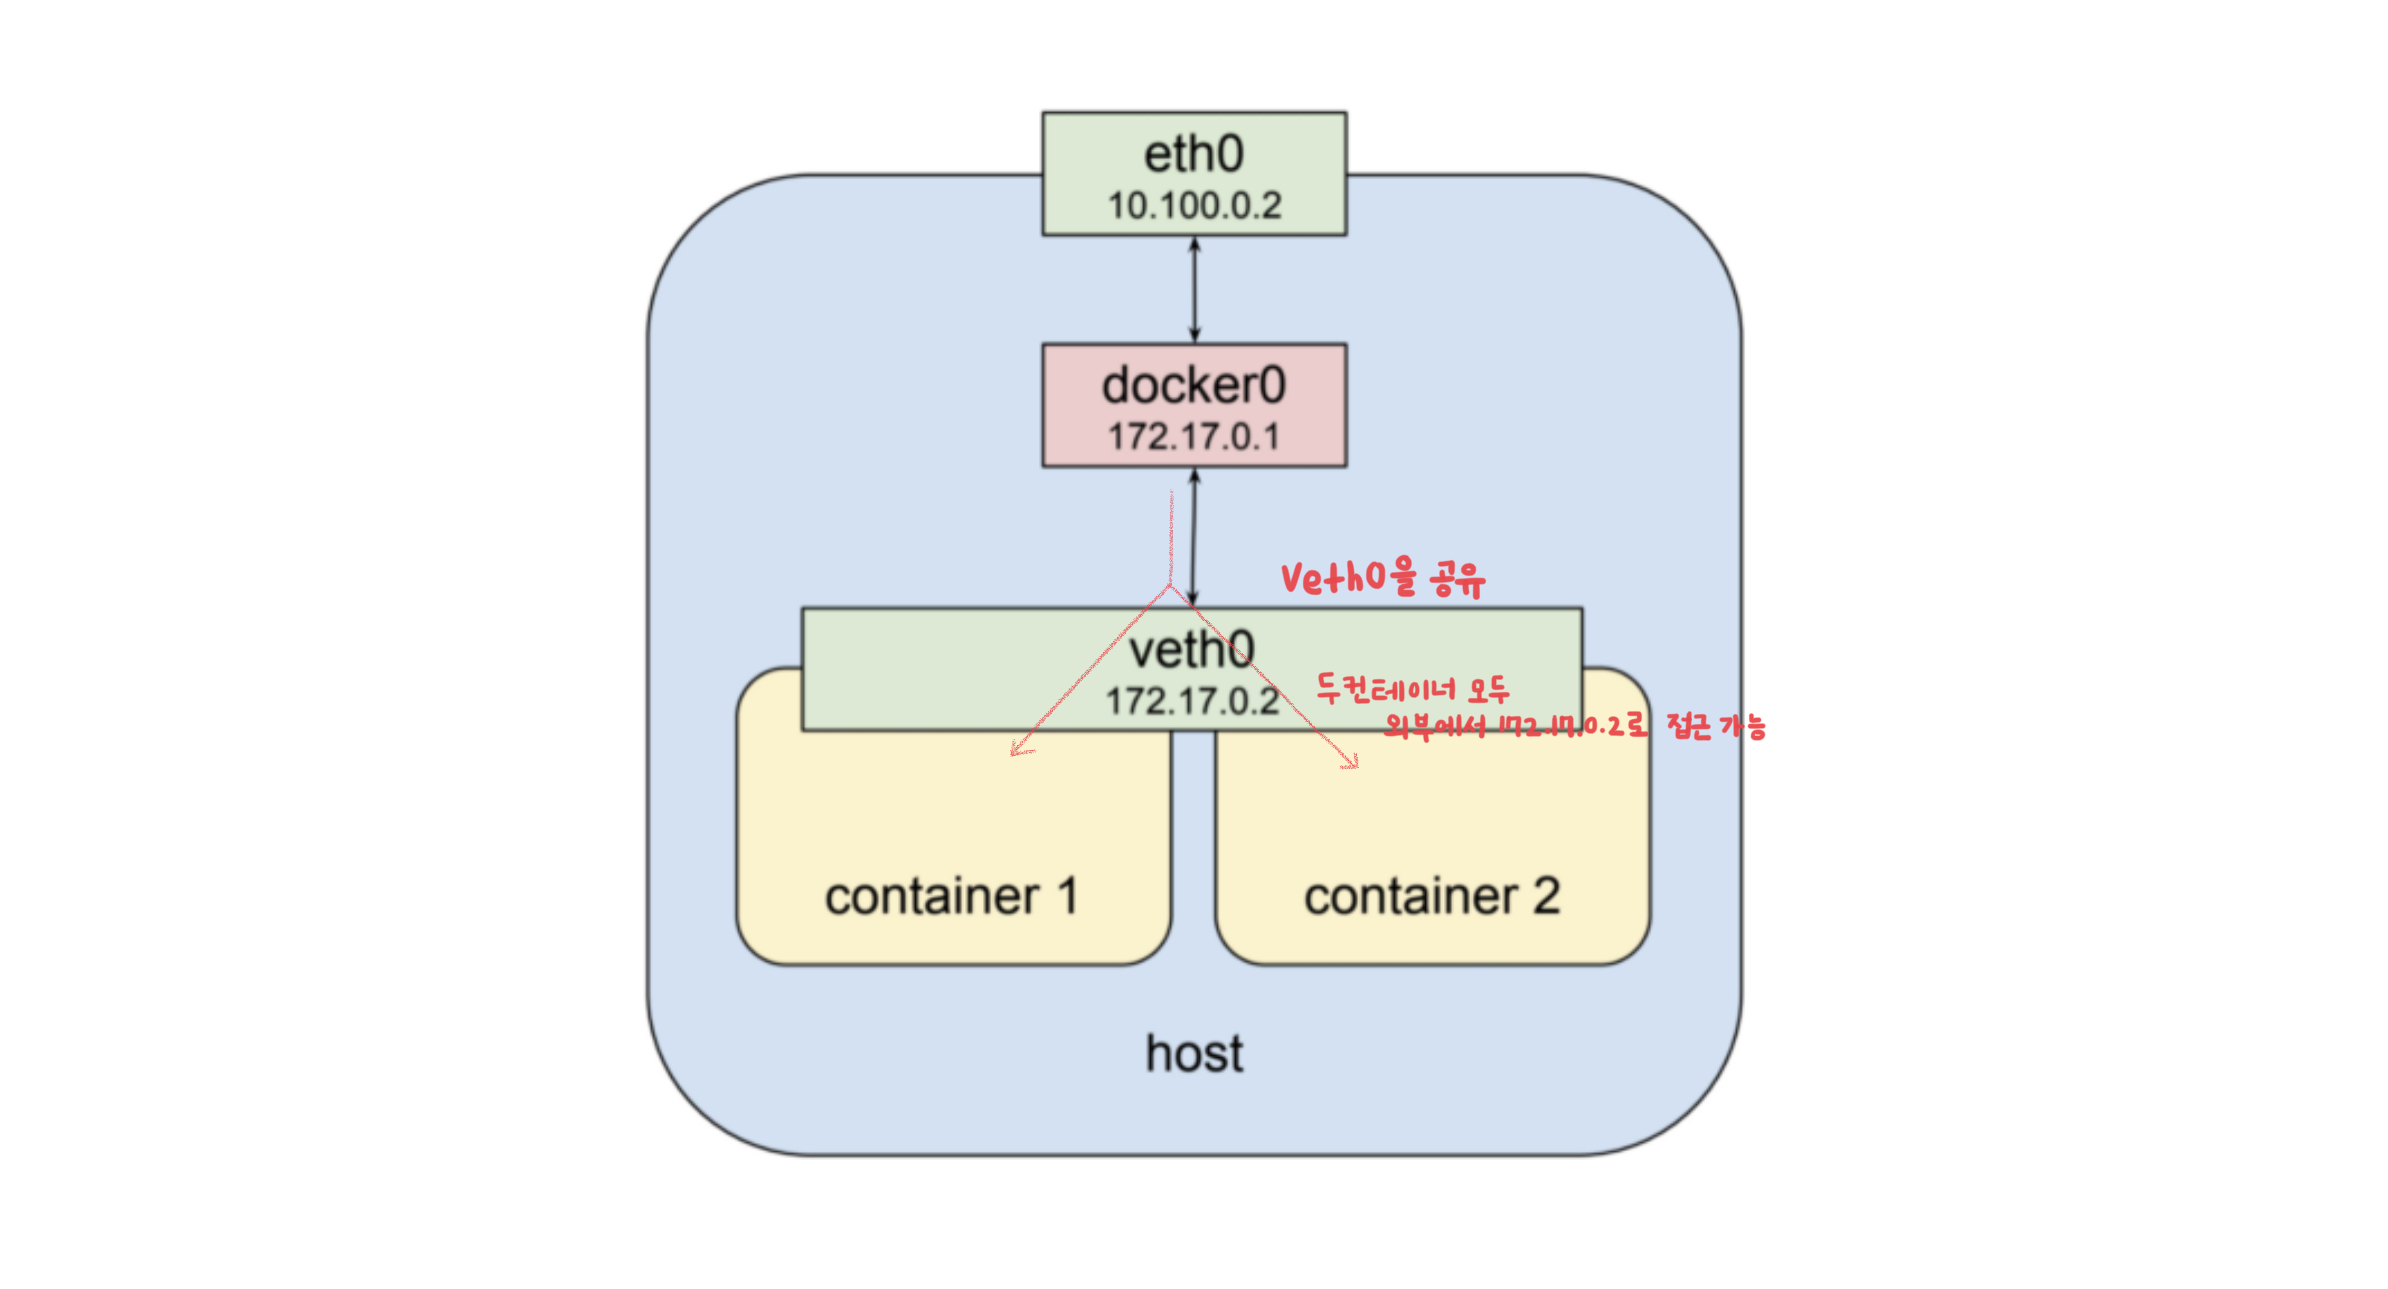 eth0
10.100.0.2
docker0
172.17.0.1
Veth0을 공유
veth0
172.17.0.2
두 컨테이너 모두
외부에서 172.17.0.2로 접근 가능
container 1
container 2
host